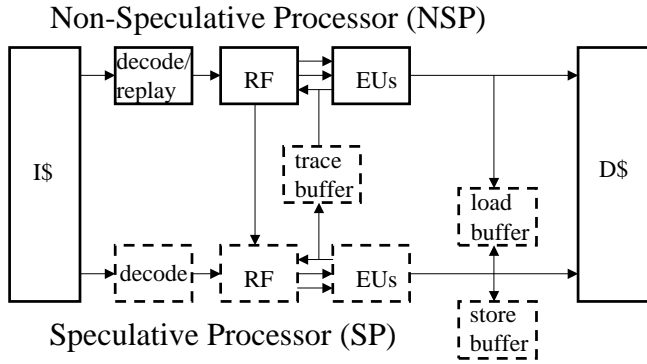 Non-Speculative Processor (NSP)
decode/
replay
RF
EUs
I$
trace
buffer
D$
load
buffer
decode
RF
EUs
store
buffer
Speculative Processor (SP)